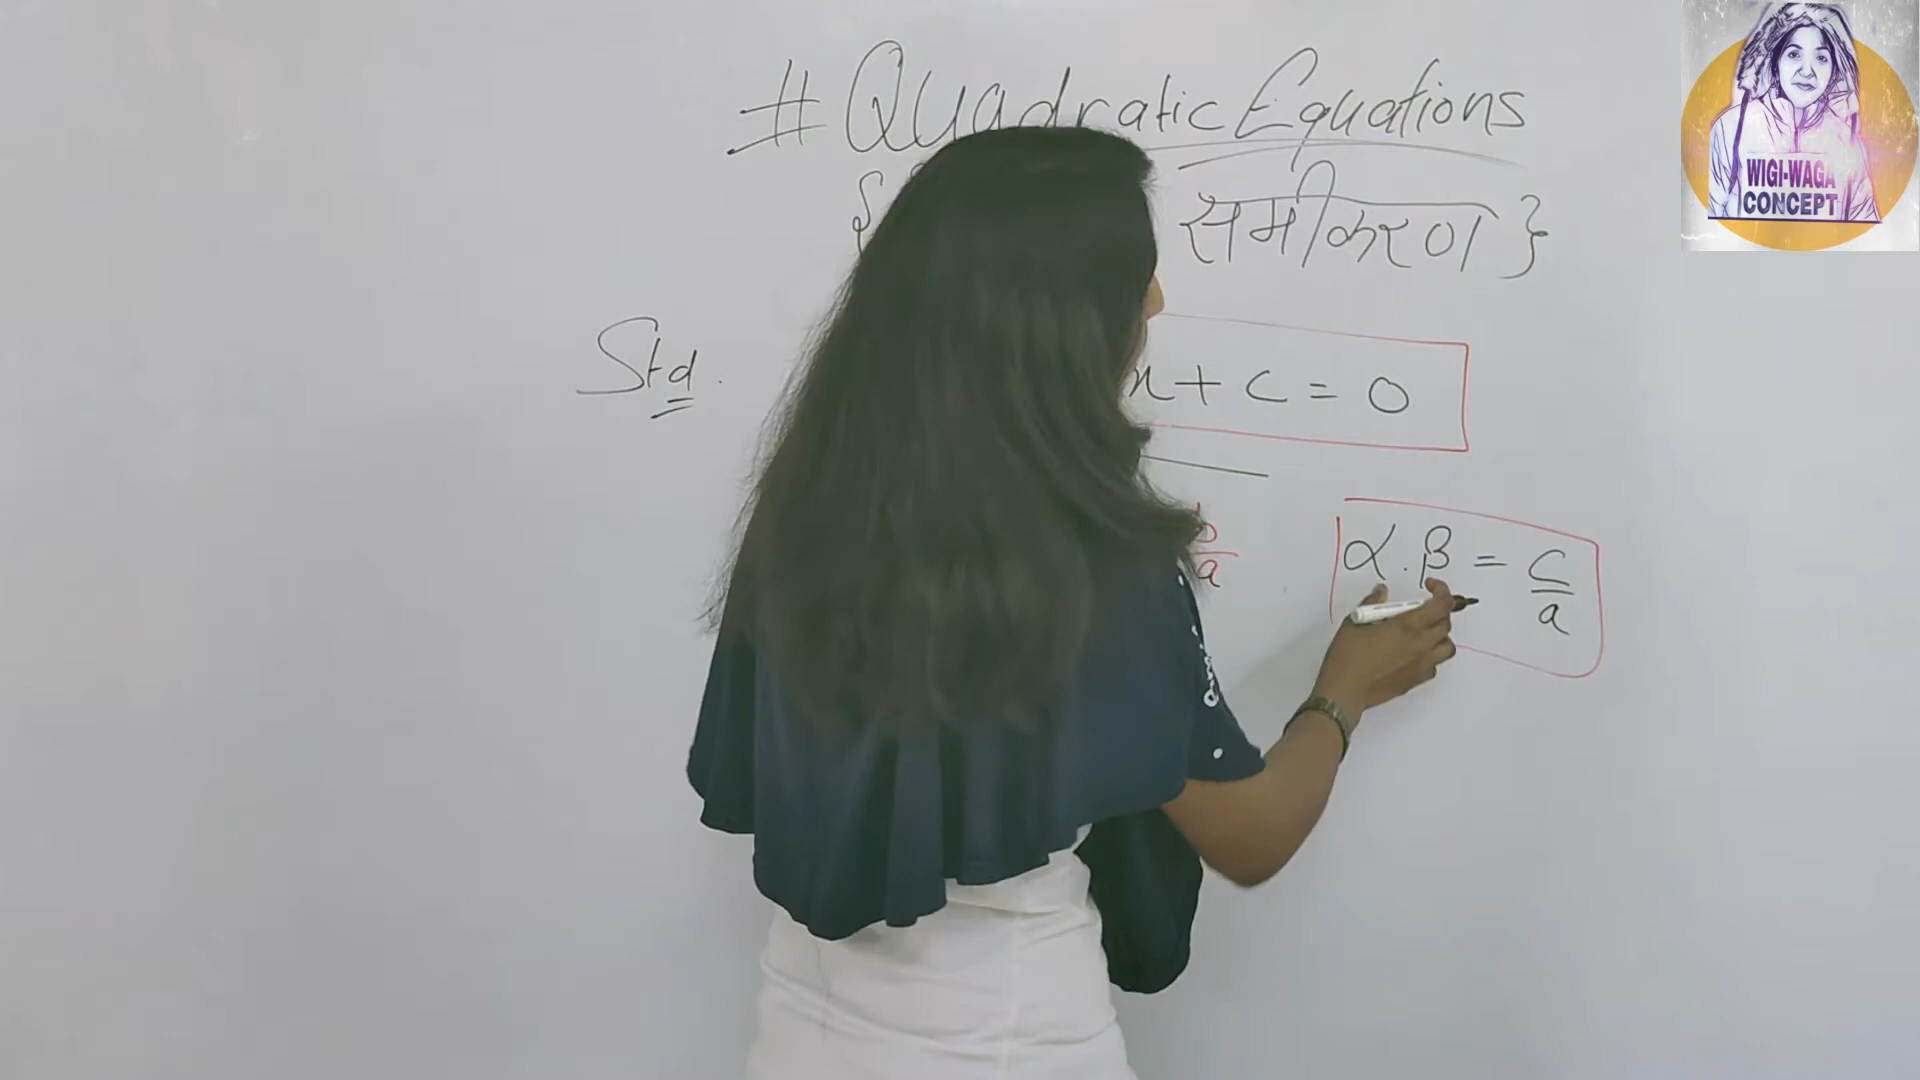 # Quadratic Equations
{ समीकरण }
Std. x + c = 0
b/a
α.β = c/a
WIGI-WAGA
CONCEPT